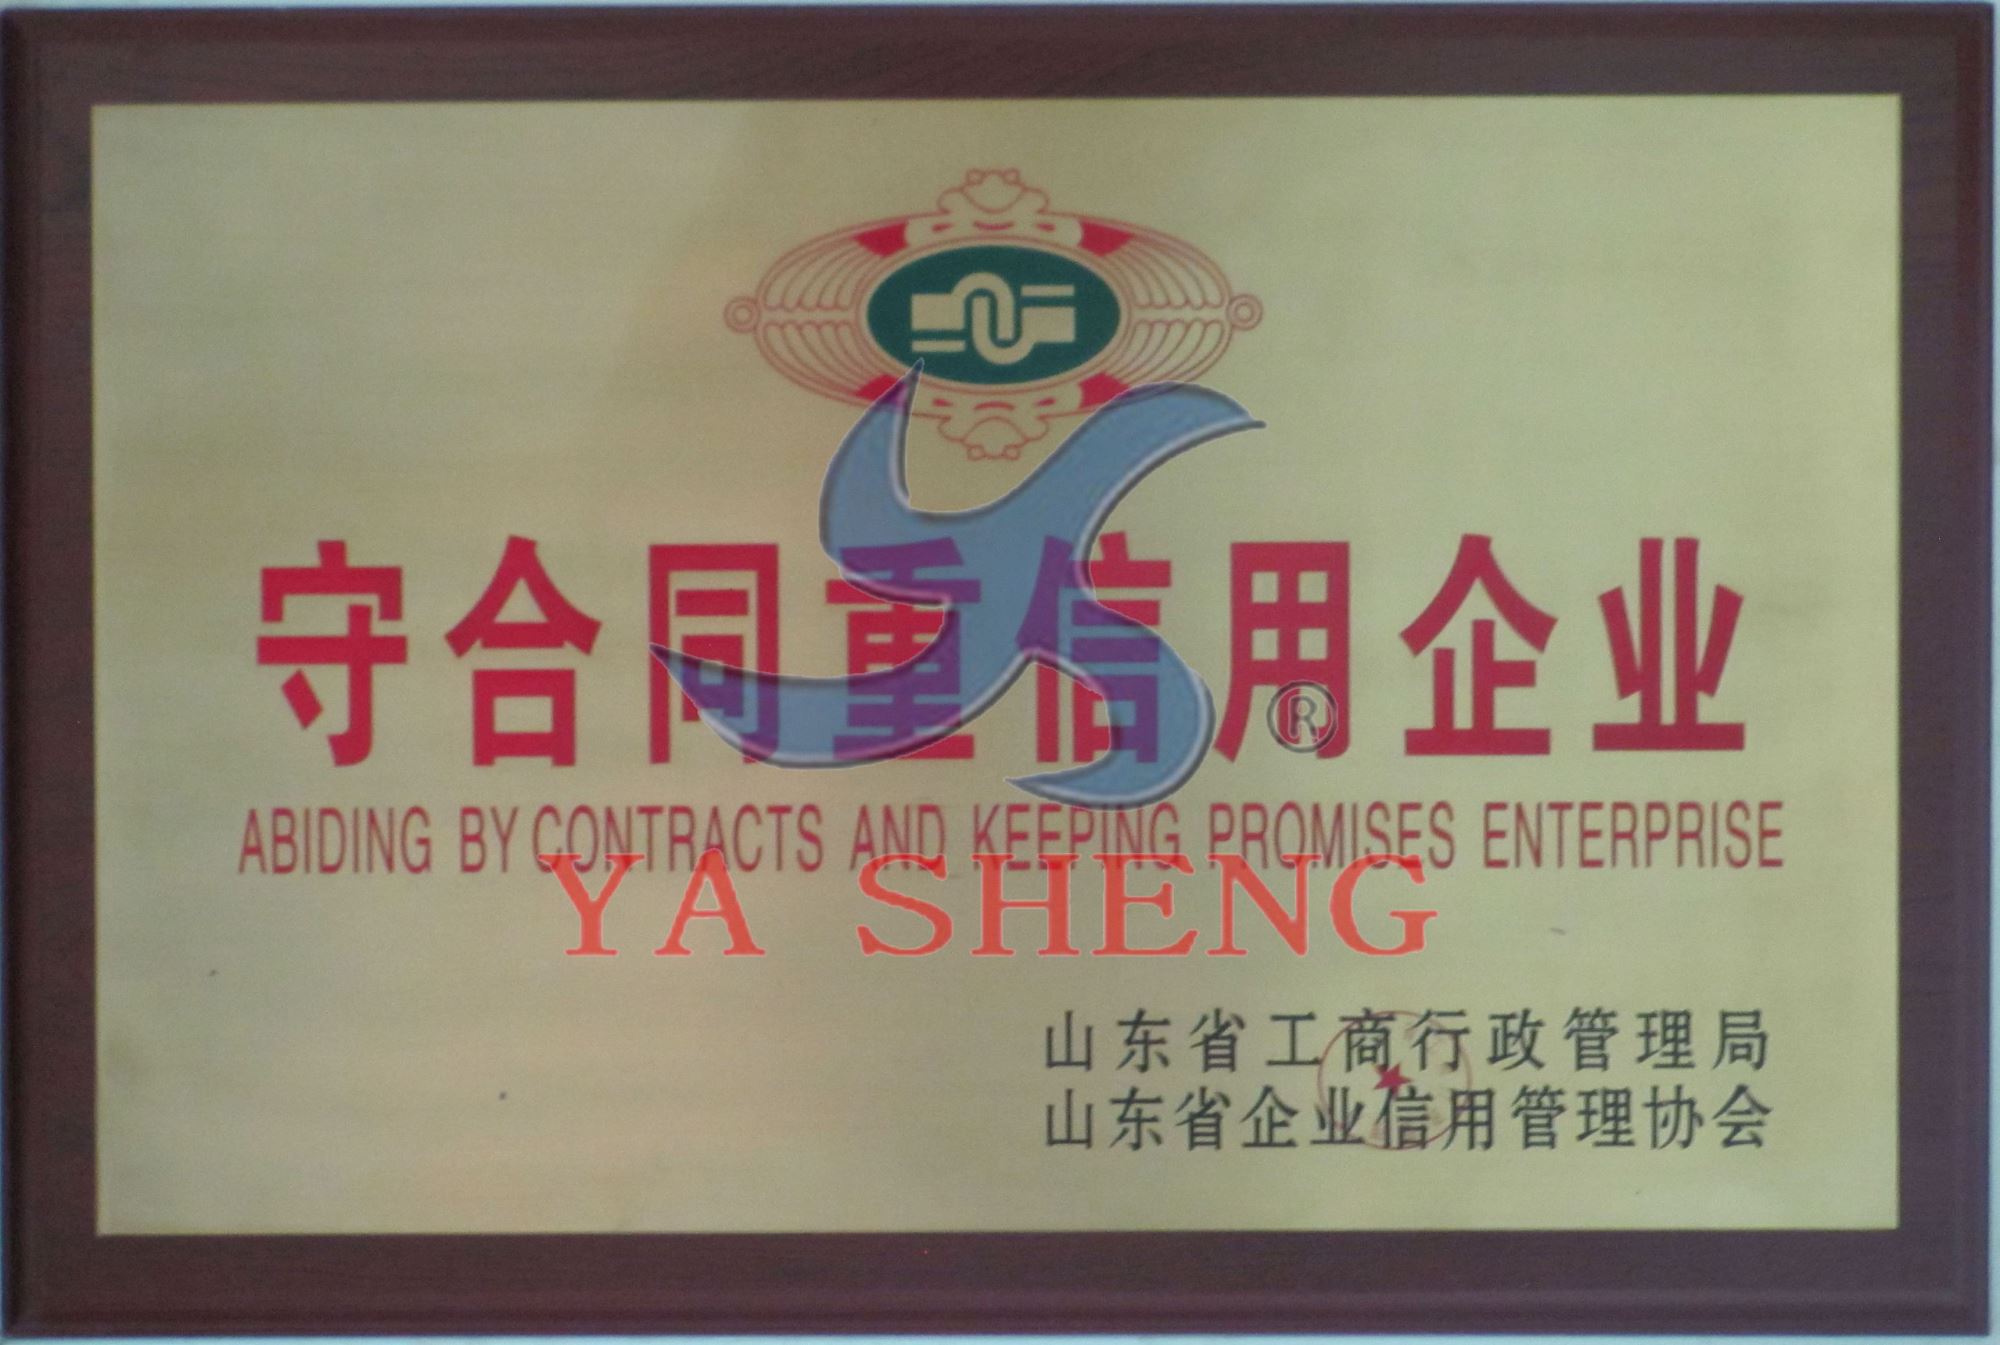 守合同重信用企业
®
ABIDING BY CONTRACTS AND KEEPING PROMISES ENTERPRISE
YA SHENG
山东省工商行政管理局
山东省企业信用管理协会